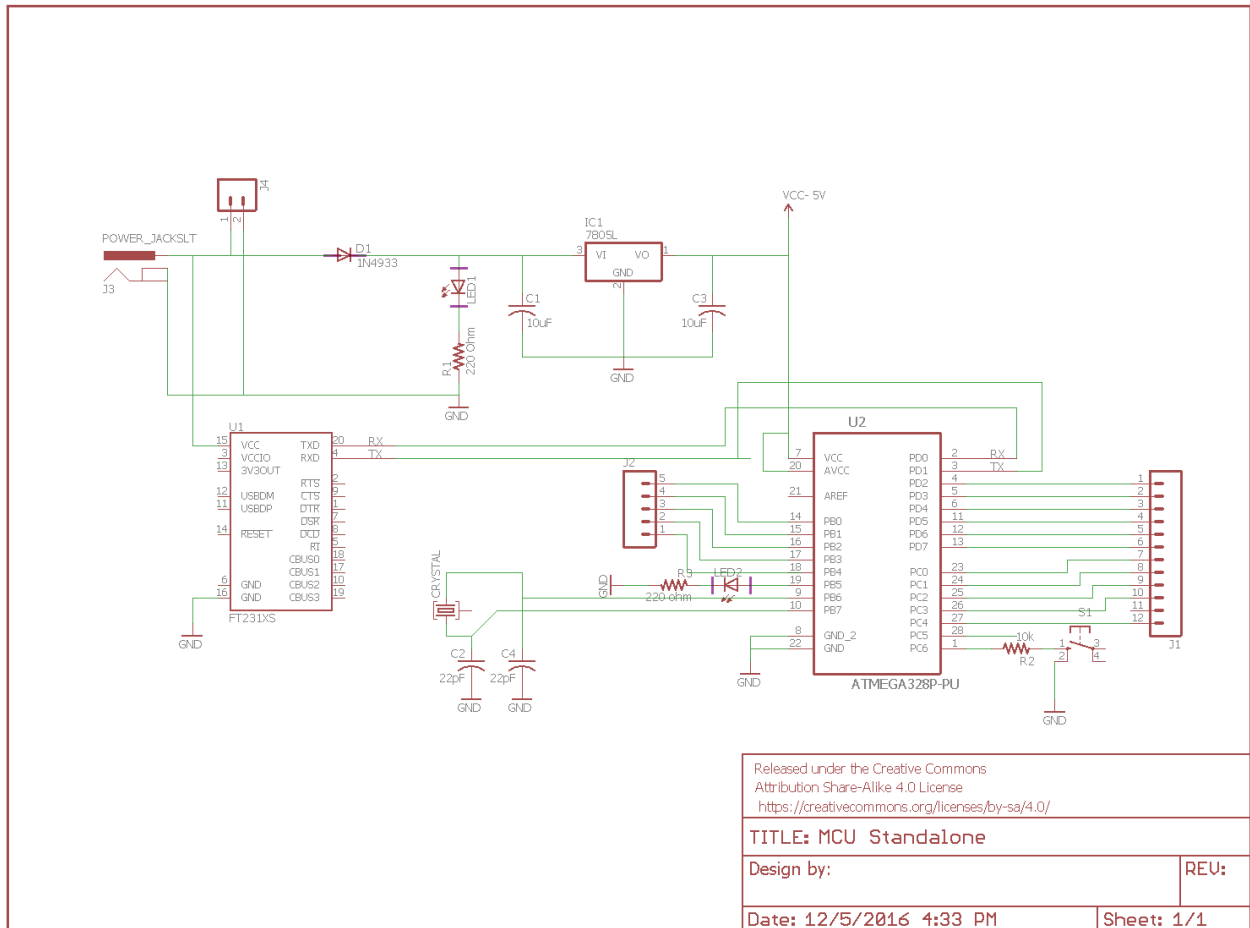 J4
1
2
POWER_JACKSLT
J3
D1
1N4933
LED1
R1
220 Ohm
GND
C1
10uF
IC1
7805L
3
VI
VO
1
GND
2
C3
10uF
GND
VCC- 5V
U1
15 VCC TXD 20 RX
3 VCCIO RXD 4 TX
13 3V3OUT
RTS 2
12 USBDM CTS 9
11 USBDP DTR 1
DSR 7
14 RESET DCD 8
RI 5
CBUS0 18
CBUS1 17
6 GND CBUS2 10
16 GND CBUS3 19
FT231XS
GND
J2
5
4
3
2
1
GND
R3
220 ohm
LED2
CRYSTAL
C2
22pF
GND
C4
22pF
GND
U2
7 VCC PD0 2 RX
20 AVCC PD1 3 TX
PD2 4
21 AREF PD3 5
PD4 6
14 PB0 PD5 11
15 PB1 PD6 12
16 PB2 PD7 13
17 PB3
18 PB4 PC0 23
19 PB5 PC1 24
9 PB6 PC2 25
10 PB7 PC3 26
PC4 27
8 GND_2 PC5 28
22 GND PC6 1
ATMEGA328P-PU
GND
10k
R2
S1
1
2
3
4
GND
1
2
3
4
5
6
7
8
9
10
11
12
J1
Released under the Creative Commons
Attribution Share-Alike 4.0 License
https://creativecommons.org/licenses/by-sa/4.0/
TITLE: MCU Standalone
Design by:
REV:
Date: 12/5/2016 4:33 PM
Sheet: 1/1